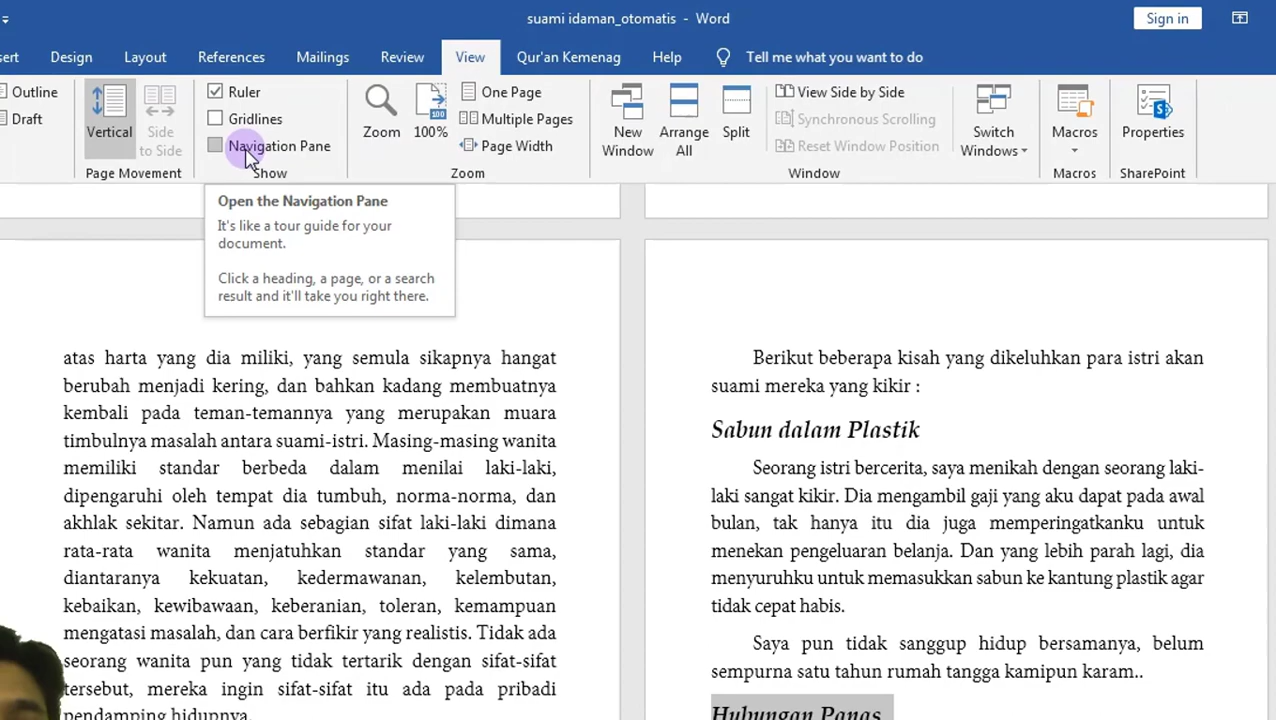 suami idaman_otomatis - Word
Sign in
sert Design Layout References Mailings Review View Qur'an Kemenag Help Tell me what you want to do
Outline
Draft
Vertical
Side
to Side
Page Movement
Ruler
Gridlines
Navigation Pane
Show
Zoom
100
100%
One Page
Multiple Pages
Page Width
Zoom
New
Window
Arrange
All
Split
View Side by Side
Synchronous Scrolling
Reset Window Position
Window
Switch
Windows
Macros
Macros
Properties
SharePoint
Open the Navigation Pane
It's like a tour guide for your
document.
Click a heading, a page, or a search
result and it'll take you right there.
atas harta yang dia miliki, yang semula sikapnya hangat
berubah menjadi kering, dan bahkan kadang membuatnya
kembali pada teman-temannya yang merupakan muara
timbulnya masalah antara suami-istri. Masing-masing wanita
memiliki standar berbeda dalam menilai laki-laki,
dipengaruhi oleh tempat dia tumbuh, norma-norma, dan
akhlak sekitar. Namun ada sebagian sifat laki-laki dimana
rata-rata wanita menjatuhkan standar yang sama,
diantaranya kekuatan, kedermawanan, kelembutan,
kebaikan, kewibawaan, keberanian, toleran, kemampuan
mengatasi masalah, dan cara berfikir yang realistis. Tidak ada
seorang wanita pun yang tidak tertarik dengan sifat-sifat
tersebut, mereka ingin sifat-sifat itu ada pada pribadi
pendamping hidupnya.
Berikut beberapa kisah yang dikeluhkan para istri akan
suami mereka yang kikir :
Sabun dalam Plastik
Seorang istri bercerita, saya menikah dengan seorang laki-
laki sangat kikir. Dia mengambil gaji yang aku dapat pada awal
bulan, tak hanya itu dia juga memperingatkanku untuk
menekan pengeluaran belanja. Dan yang lebih parah lagi, dia
menyuruhku untuk memasukkan sabun ke kantung plastik agar
tidak cepat habis.
Saya pun tidak sanggup hidup bersamanya, belum
sempurna satu tahun rumah tangga kamipun karam..
Hubungan Panas